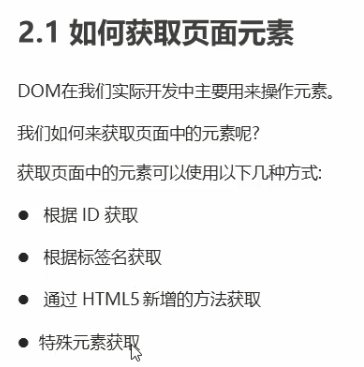 2.1 如何获取页面元素
DOM在我们实际开发中主要用来操作元素。
我们如何来获取页面中的元素呢?
获取页面中的元素可以使用以下几种方式:
● 根据 ID 获取
● 根据标签名获取
● 通过 HTML5 新增的方法获取
● 特殊元素获取